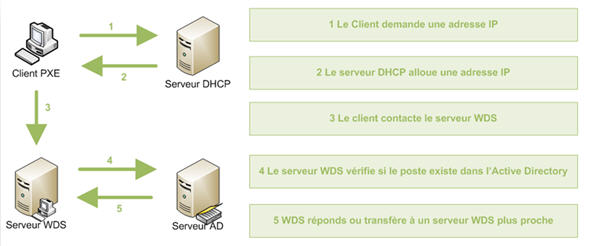 1
1 Le Client demande une adresse IP
Client PXE
2
Serveur DHCP
2 Le serveur DHCP alloue une adresse IP
3
3 Le client contacte le serveur WDS
4
4 Le serveur WDS vérifie si le poste existe dans l'Active Directory
5
Serveur WDS
Serveur AD
5 WDS réponds ou transfère à un serveur WDS plus proche